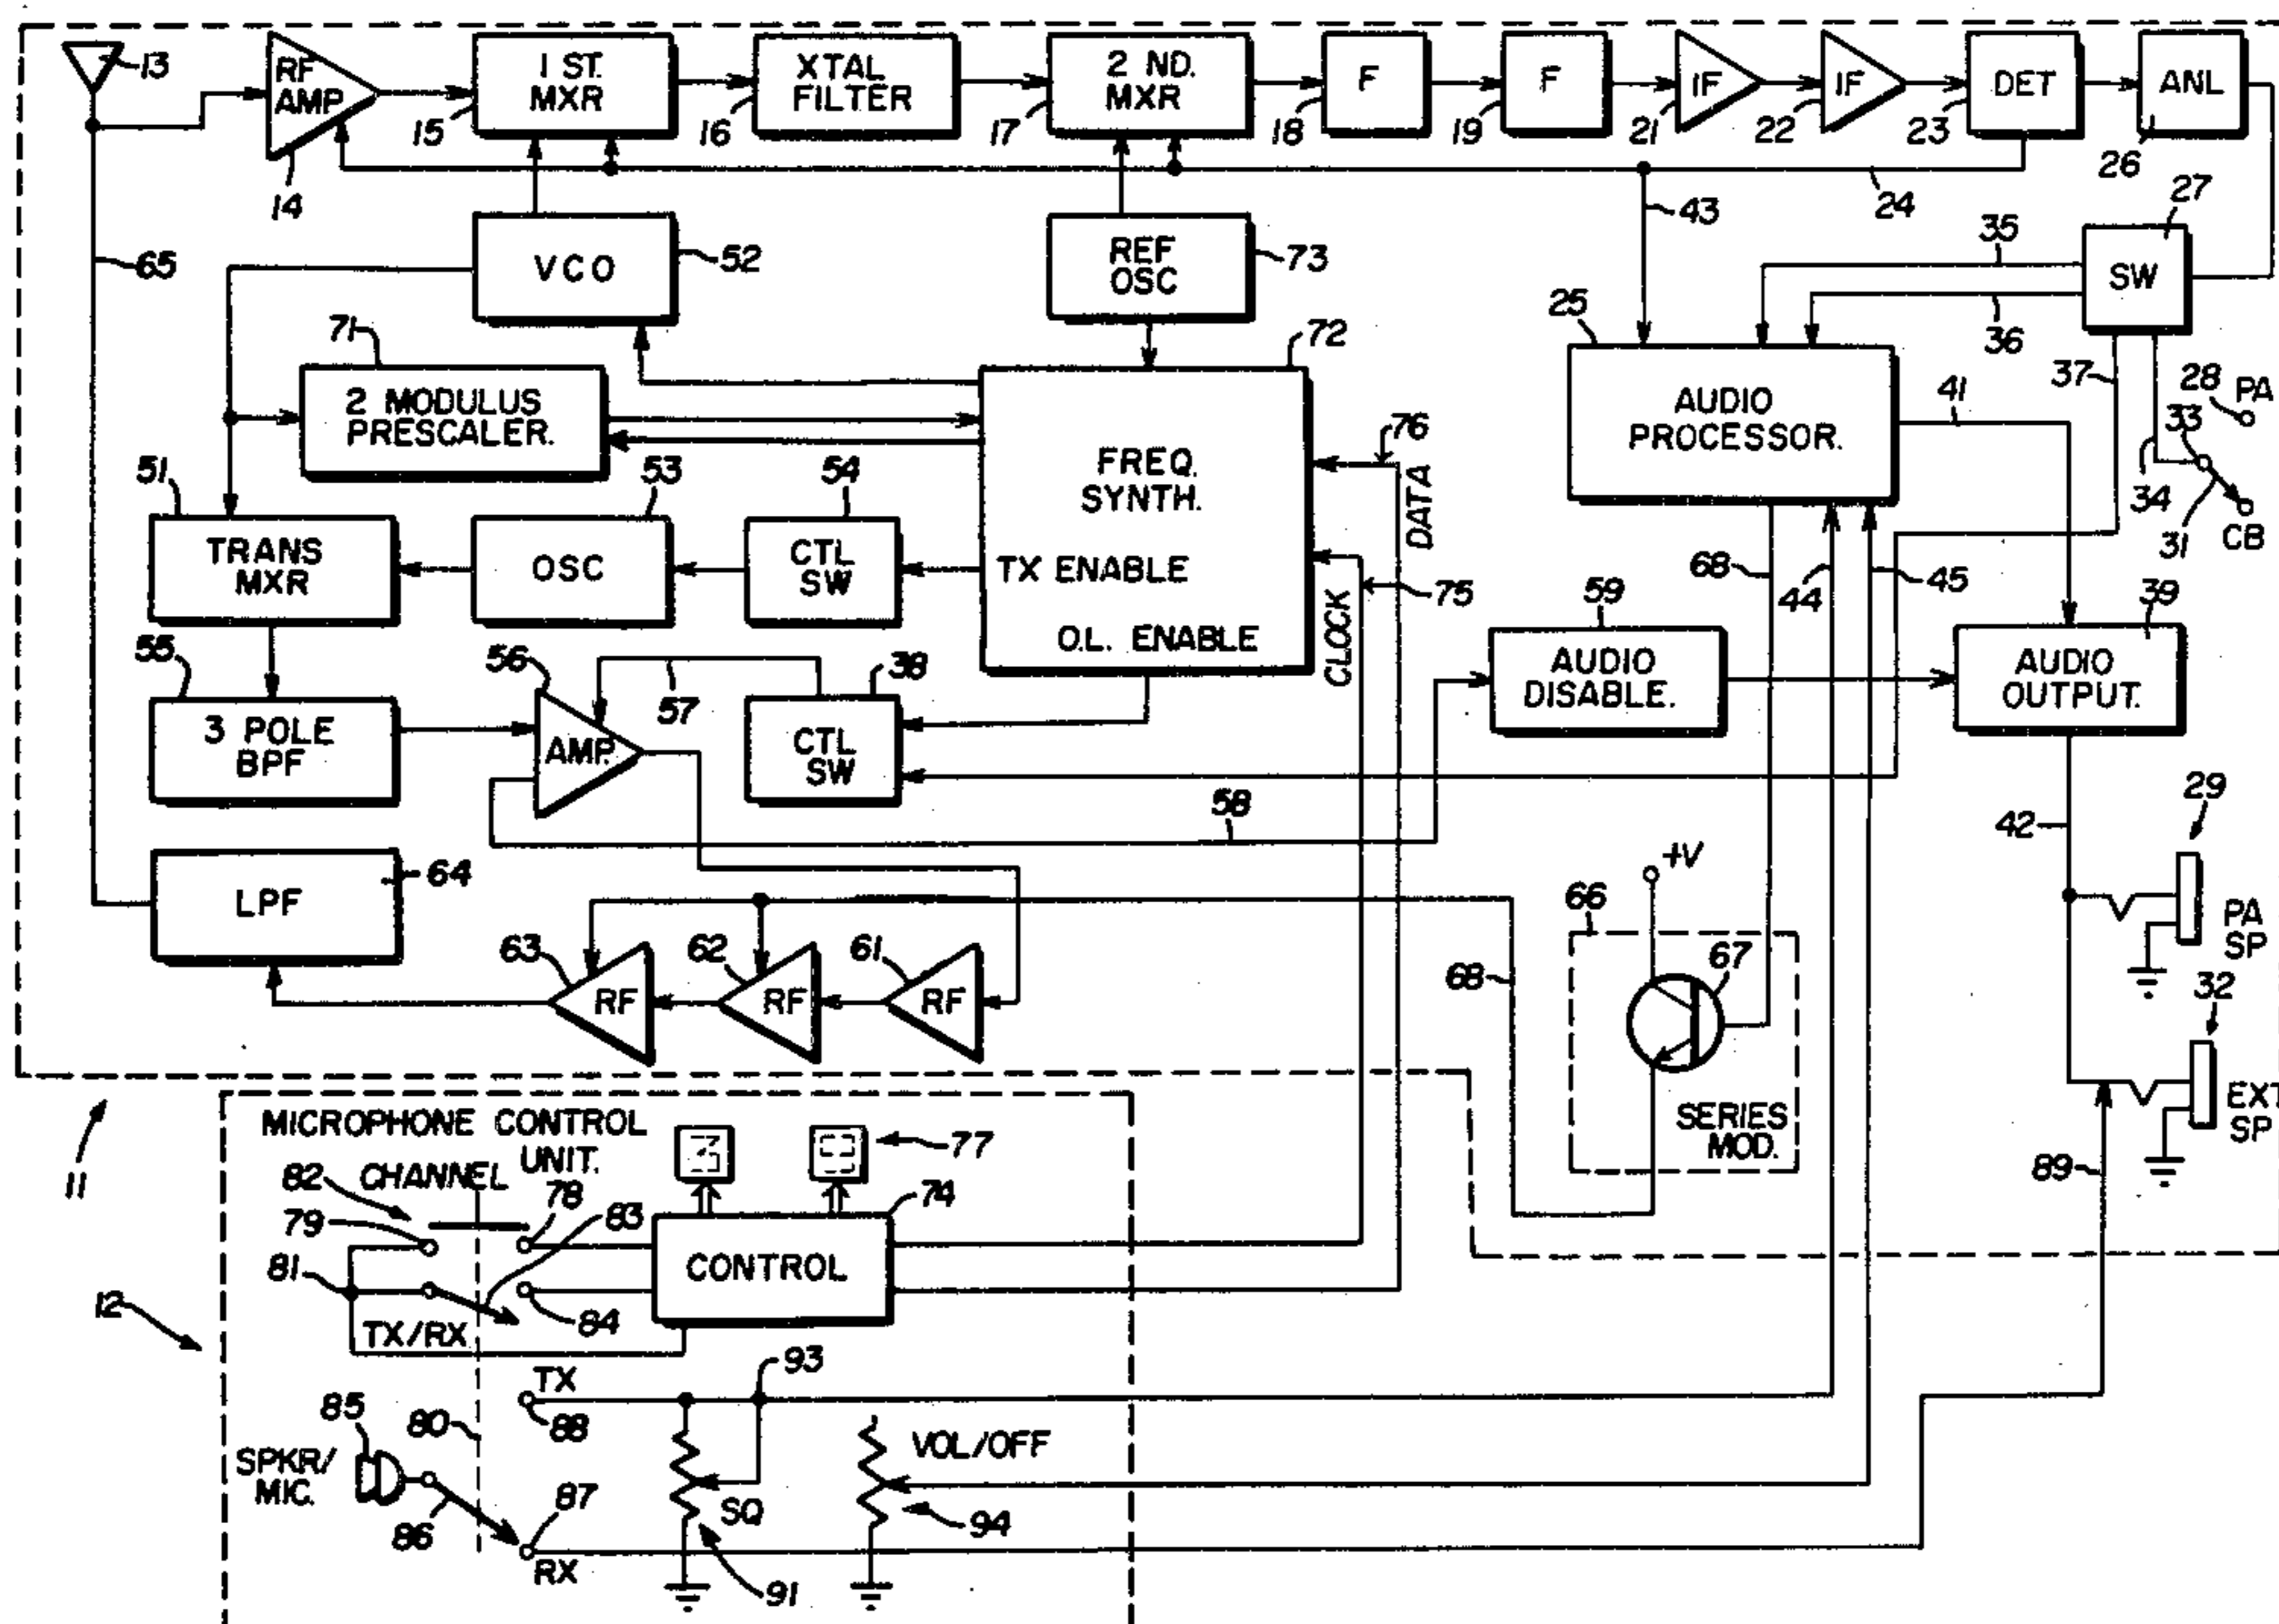 13
RF
AMP
14
1 ST.
MXR
15
XTAL
FILTER
16
2 ND.
MXR
17
F
18
F
19
IF
21
IF
22
DET
23
ANL
26
24
43
65
VCO
52
REF
OSC
73
35
36
27
SW
25
AUDIO
PROCESSOR.
41
37
28
PA
33
34
31
CB
71
2 MODULUS
PRESCALER.
72
FREQ.
SYNTH.
TX ENABLE
O.L. ENABLE
76
DATA
75
CLOCK
51
TRANS
MXR
53
OSC
54
CTL
SW
68
44
45
59
AUDIO
DISABLE.
39
AUDIO
OUTPUT.
55
3 POLE
BPF
56
AMP.
57
38
CTL
SW
58
42
29
PA
SP
32
EXT
SP
LPF
64
63
RF
62
RF
61
RF
68
+V
66
67
SERIES
MOD.
89
11
MICROPHONE CONTROL
UNIT.
CHANNEL
82
79
78
83
77
74
CONTROL
81
84
TX/RX
12
TX
88
93
85
80
SPKR/
MIC.
86
87
RX
SQ
91
VOL/OFF
94